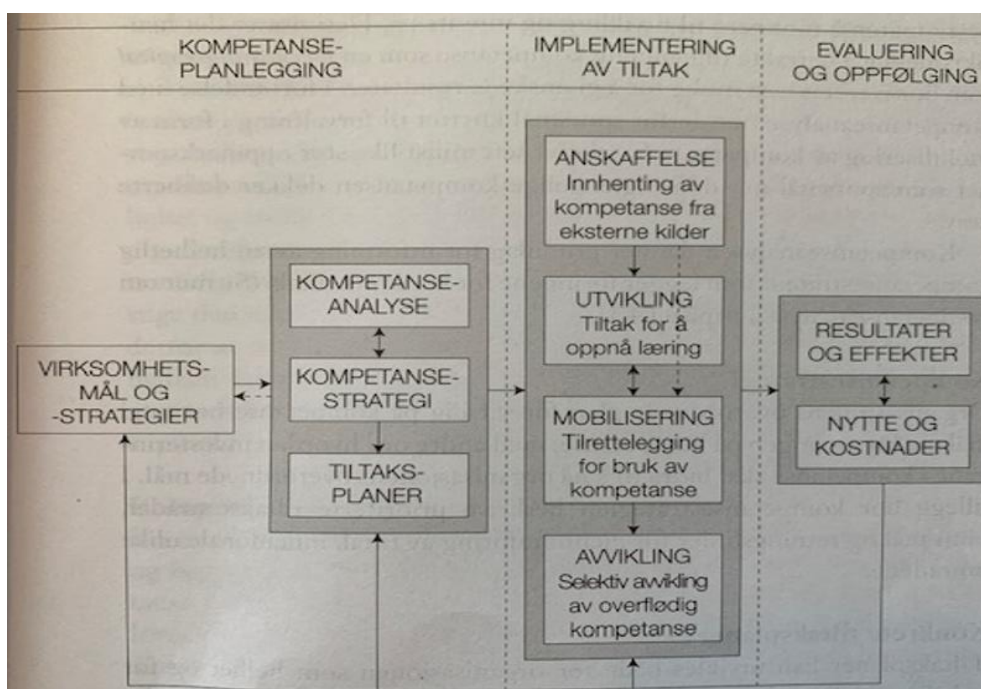 KOMPETANSE-
PLANLEGGING
IMPLEMENTERING
AV TILTAK
EVALUERING
OG OPPFØLGING
VIRKSOMHETS-
MÅL OG
-STRATEGIER
KOMPETANSE-
ANALYSE
KOMPETANSE-
STRATEGI
TILTAKS-
PLANER
ANSKAFFELSE
Innhenting av
kompetanse fra
eksterne kilder
UTVIKLING
Tiltak for å
oppnå læring
MOBILISERING
Tilrettelegging
for bruk av
kompetanse
AVVIKLING
Selektiv avvikling
av overflødig
kompetanse
RESULTATER
OG EFFEKTER
NYTTE OG
KOSTNADER